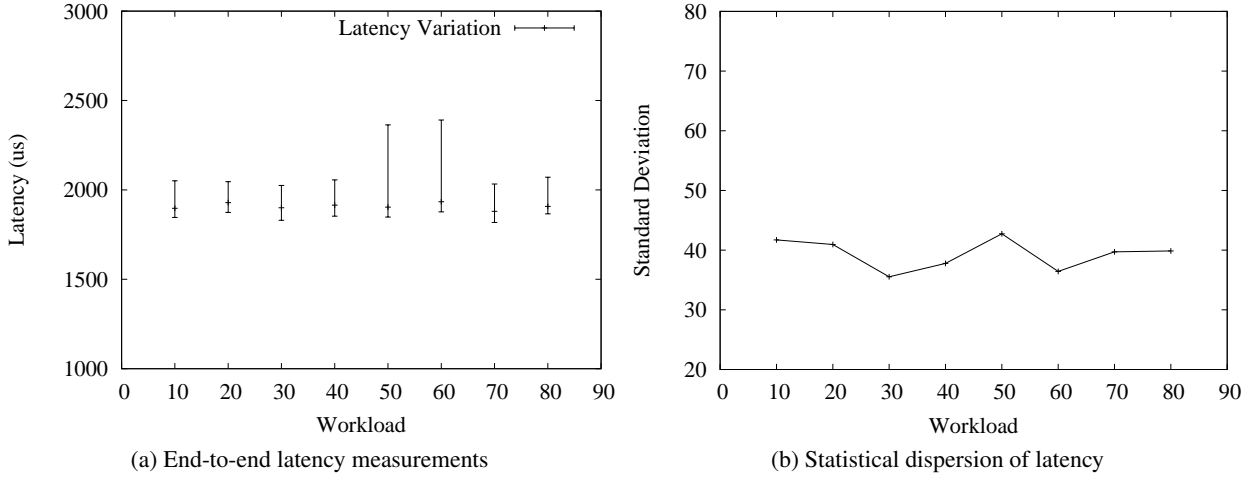 3000
2500
2000
1500
1000
Latency (us)
Latency Variation
0 10 20 30 40 50 60 70 80 90
Workload
(a) End-to-end latency measurements
80
70
60
50
40
30
20
Standard Deviation
0 10 20 30 40 50 60 70 80 90
Workload
(b) Statistical dispersion of latency